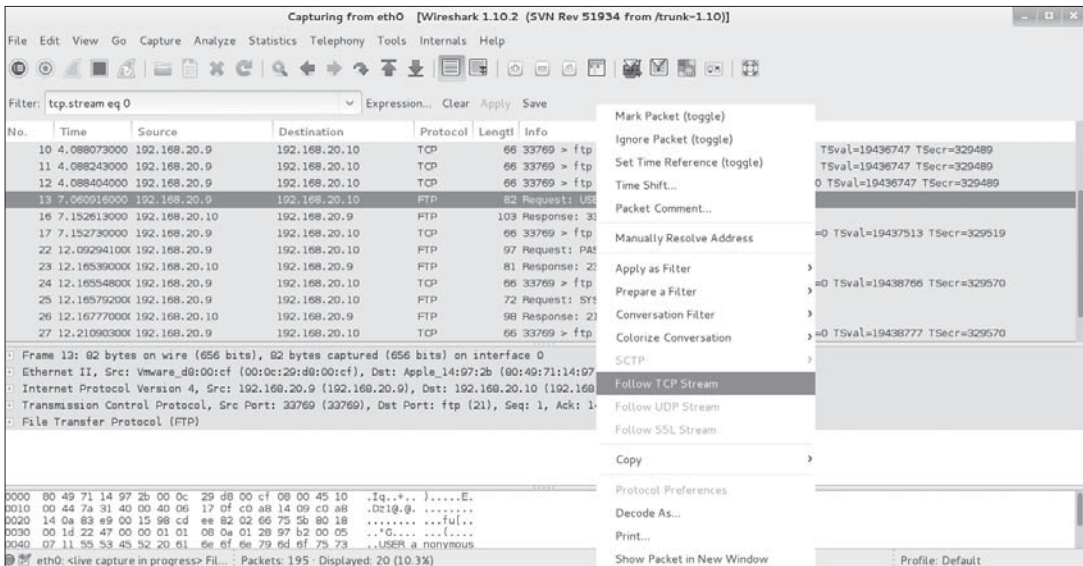 Capturing from eth0 [Wireshark 1.10.2 (SVN Rev 51934 from /trunk-1.10)]
File Edit View Go Capture Analyze Statistics Telephony Tools Internals Help
Filter: tcp.stream eq 0 Expression... Clear Apply Save
No. Time Source Destination Protocol Lengtl Info
10 4.088073000 192.168.20.9 192.168.20.10 TCP 66 33769 > ftp TSval=19436747 TSecr=329489
11 4.088243000 192.168.20.9 192.168.20.10 TCP 66 33769 > ftp TSval=19436747 TSecr=329489
12 4.088404000 192.168.20.9 192.168.20.10 TCP 66 33769 > ftp 0 TSval=19436747 TSecr=329489
13 7.060916000 192.168.20.9 192.168.20.10 FTP 82 Request: USE
16 7.152613000 192.168.20.10 192.168.20.9 FTP 103 Response: 33
17 7.152730000 192.168.20.9 192.168.20.10 TCP 66 33769 > ftp =0 TSval=19437513 TSecr=329519
22 12.09294100( 192.168.20.9 192.168.20.10 FTP 97 Request: PAS
23 12.16539000( 192.168.20.10 192.168.20.9 FTP 81 Response: 23
24 12.16554800( 192.168.20.9 192.168.20.10 TCP 66 33769 > ftp =0 TSval=19438766 TSecr=329570
25 12.16579200( 192.168.20.9 192.168.20.10 FTP 72 Request: SYS
26 12.16777000( 192.168.20.10 192.168.20.9 FTP 98 Response: 21
27 12.21090300( 192.168.20.9 192.168.20.10 TCP 66 33769 > ftp =0 TSval=19438777 TSecr=329570
Mark Packet (toggle)
Ignore Packet (toggle)
Set Time Reference (toggle)
Time Shift...
Packet Comment...
Manually Resolve Address
Apply as Filter
Prepare a Filter
Conversation Filter
Colorize Conversation
SCTP
Follow TCP Stream
Follow UDP Stream
Follow SSL Stream
Copy
Protocol Preferences
Decode As...
Print...
Show Packet in New Window
Frame 13: 82 bytes on wire (656 bits), 82 bytes captured (656 bits) on interface 0
Ethernet II, Src: Vmware_d8:00:cf (00:0c:29:d8:00:cf), Dst: Apple_14:97:2b (80:49:71:14:97
Internet Protocol Version 4, Src: 192.168.20.9 (192.168.20.9), Dst: 192.168.20.10 (192.168
Transmission Control Protocol, Src Port: 33769 (33769), Dst Port: ftp (21), Seq: 1, Ack: 1
File Transfer Protocol (FTP)
0000 80 49 71 14 97 2b 00 0c 29 d8 00 cf 08 00 45 10 .Iq..+.. ).....E.
0010 00 44 7a 31 40 00 40 06 17 0f c0 a8 14 09 c0 a8 .Dz1@.@. ........
0020 14 0a 83 e9 00 15 98 cd ee 82 02 66 75 5b 80 18 ........ ...fu[..
0030 00 1d 22 47 00 00 01 01 08 0a 01 28 97 b2 00 05 .."G.... ...(....
0040 07 11 55 53 45 52 20 61 6e 6f 6e 79 6d 6f 75 73 ..USER a nonymous
eth0: <live capture in progress> Fil... Packets: 195 · Displayed: 20 (10.3%) Profile: Default